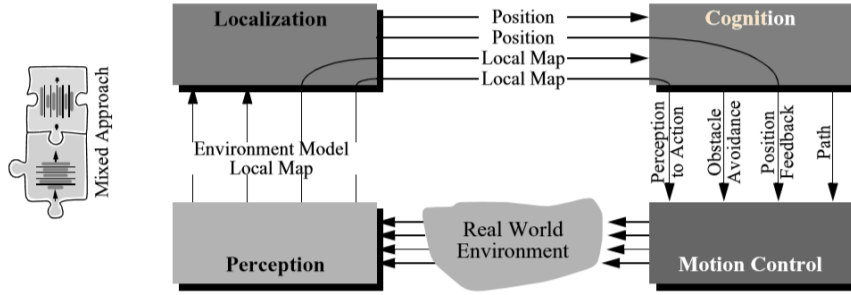 Localization
Position
Position
Local Map
Local Map
Cognition
Mixed Approach
Environment Model
Local Map
Perception
to Action
Obstacle
Avoidance
Position
Feedback
Path
Perception
Real World
Environment
Motion Control